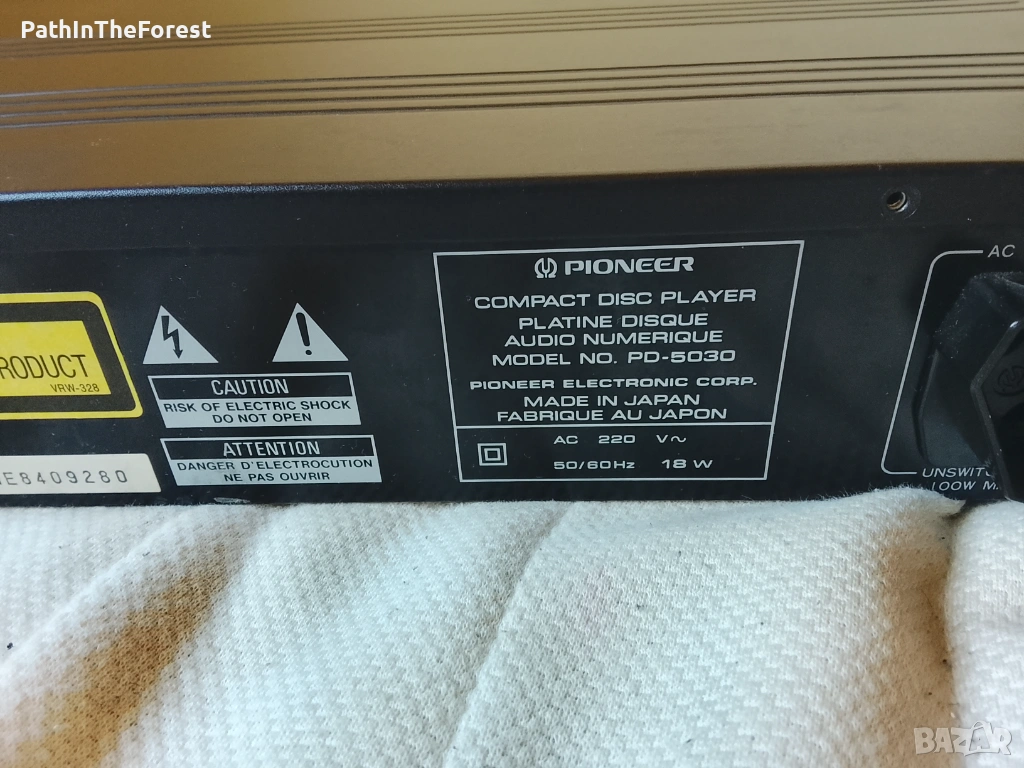 PathInTheForest
PIONEER
COMPACT DISC PLAYER
PLATINE DISQUE
AUDIO NUMERIQUE
MODEL NO. PD-5030
PIONEER ELECTRONIC CORP.
MADE IN JAPAN
FABRIQUE AU JAPON
AC 220 V~
50/60Hz 18 W
VRW-328
CAUTION
RISK OF ELECTRIC SHOCK
DO NOT OPEN
ATTENTION
DANGER D'ELECTROCUTION
NE PAS OUVRIR
E8409280
AC
100W
BAZAR